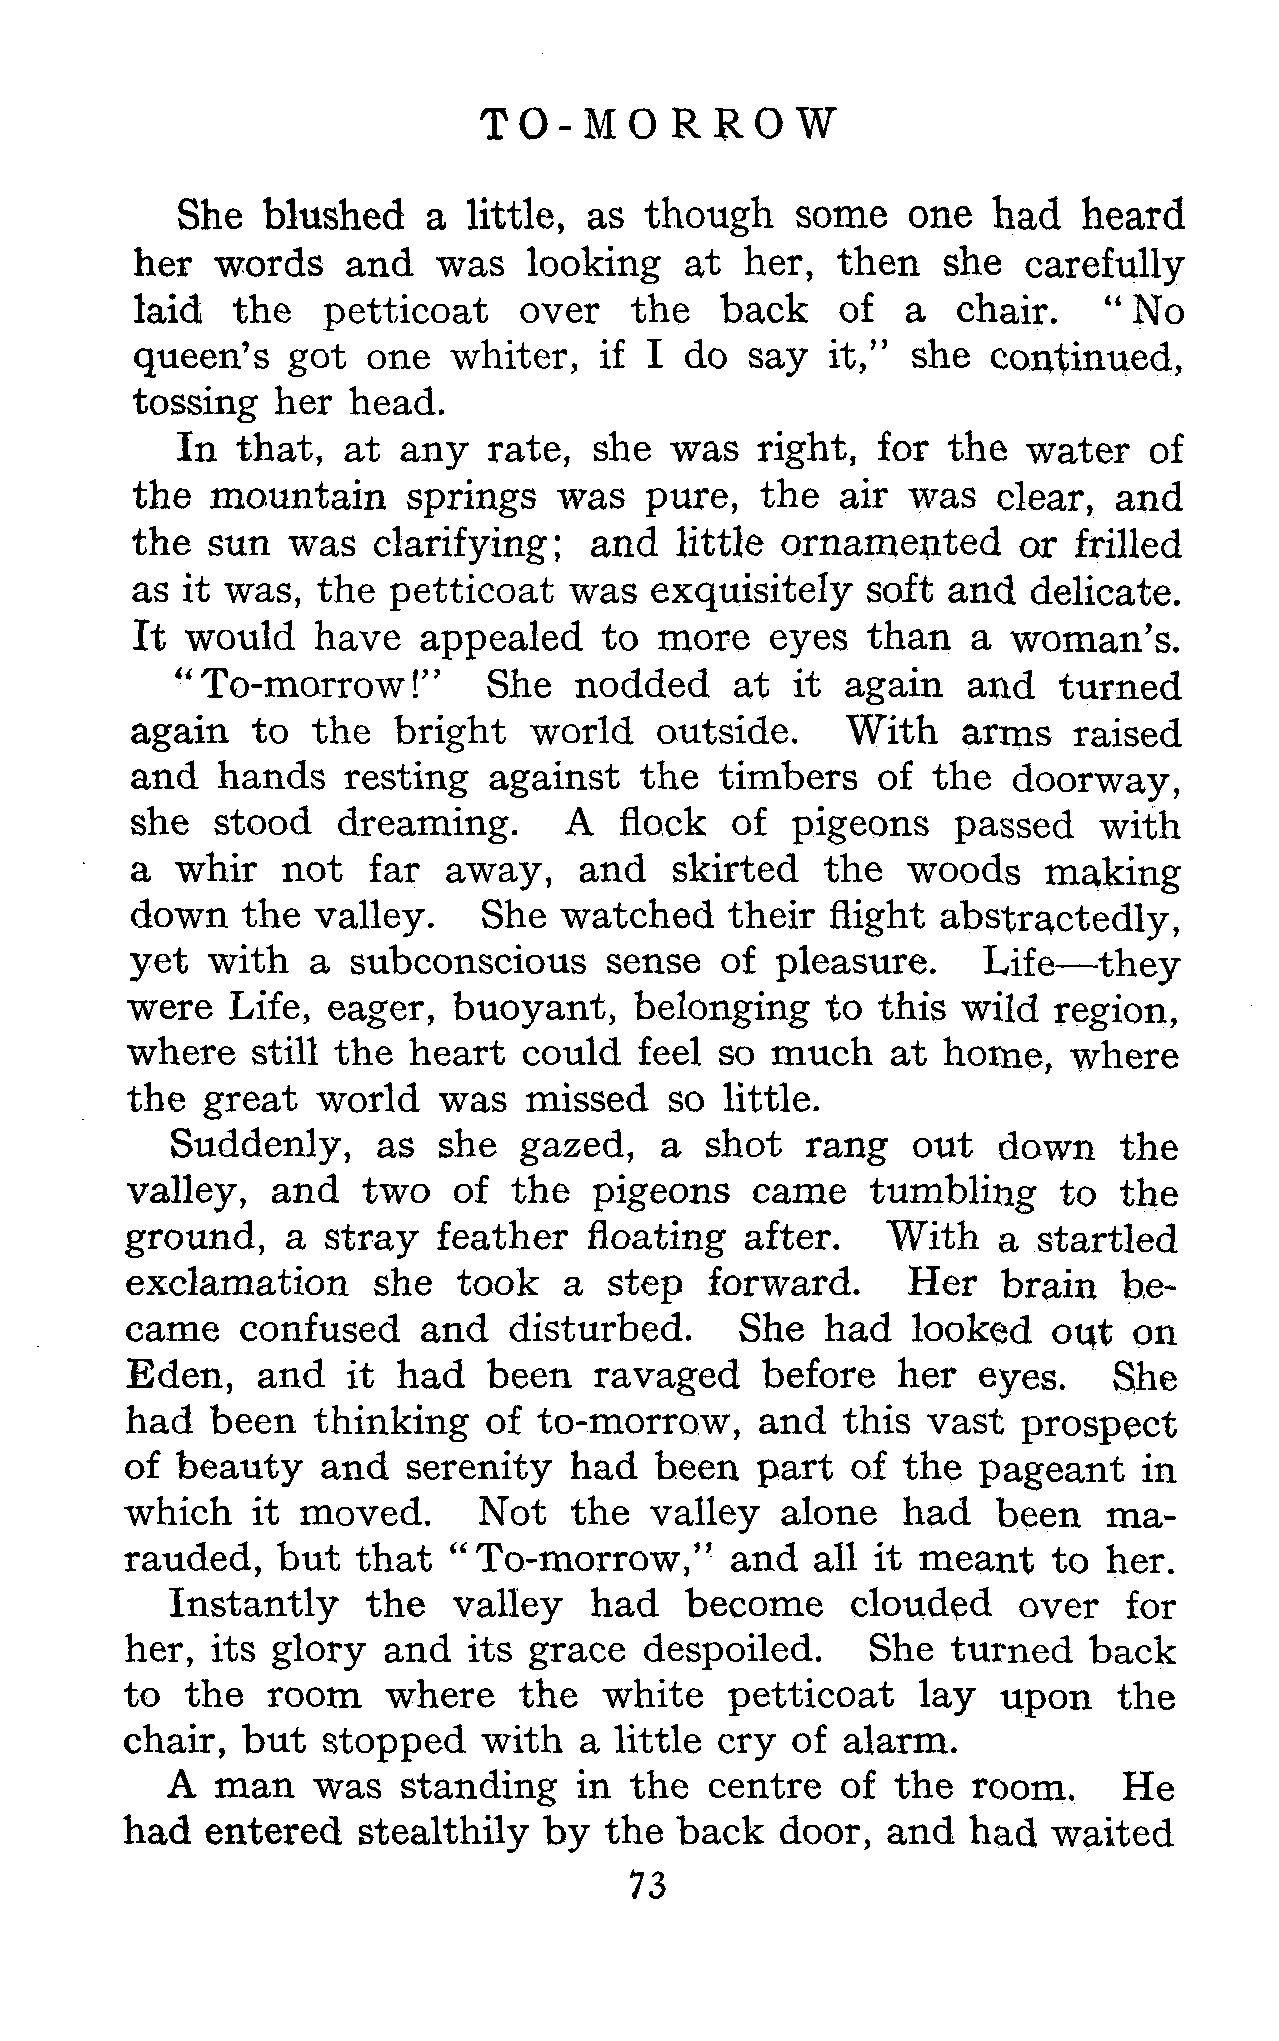 TO-MORROW
She blushed a little, as though some one had heard
her words and was looking at her, then she carefully
laid the petticoat over the back of a chair. “No
queen’s got one whiter, if I do say it,” she continued,
tossing her head.
In that, at any rate, she was right, for the water of
the mountain springs was pure, the air was clear, and
the sun was clarifying; and little ornamented or frilled
as it was, the petticoat was exquisitely soft and delicate.
It would have appealed to more eyes than a woman’s.
“To-morrow!” She nodded at it again and turned
again to the bright world outside. With arms raised
and hands resting against the timbers of the doorway,
she stood dreaming. A flock of pigeons passed with
a whir not far away, and skirted the woods making
down the valley. She watched their flight abstractedly,
yet with a subconscious sense of pleasure. Life—they
were Life, eager, buoyant, belonging to this wild region,
where still the heart could feel so much at home, where
the great world was missed so little.
Suddenly, as she gazed, a shot rang out down the
valley, and two of the pigeons came tumbling to the
ground, a stray feather floating after. With a startled
exclamation she took a step forward. Her brain be-
came confused and disturbed. She had looked out on
Eden, and it had been ravaged before her eyes. She
had been thinking of to-morrow, and this vast prospect
of beauty and serenity had been part of the pageant in
which it moved. Not the valley alone had been ma-
rauded, but that “To-morrow,” and all it meant to her.
Instantly the valley had become clouded over for
her, its glory and its grace despoiled. She turned back
to the room where the white petticoat lay upon the
chair, but stopped with a little cry of alarm.
A man was standing in the centre of the room. He
had entered stealthily by the back door, and had waited
73